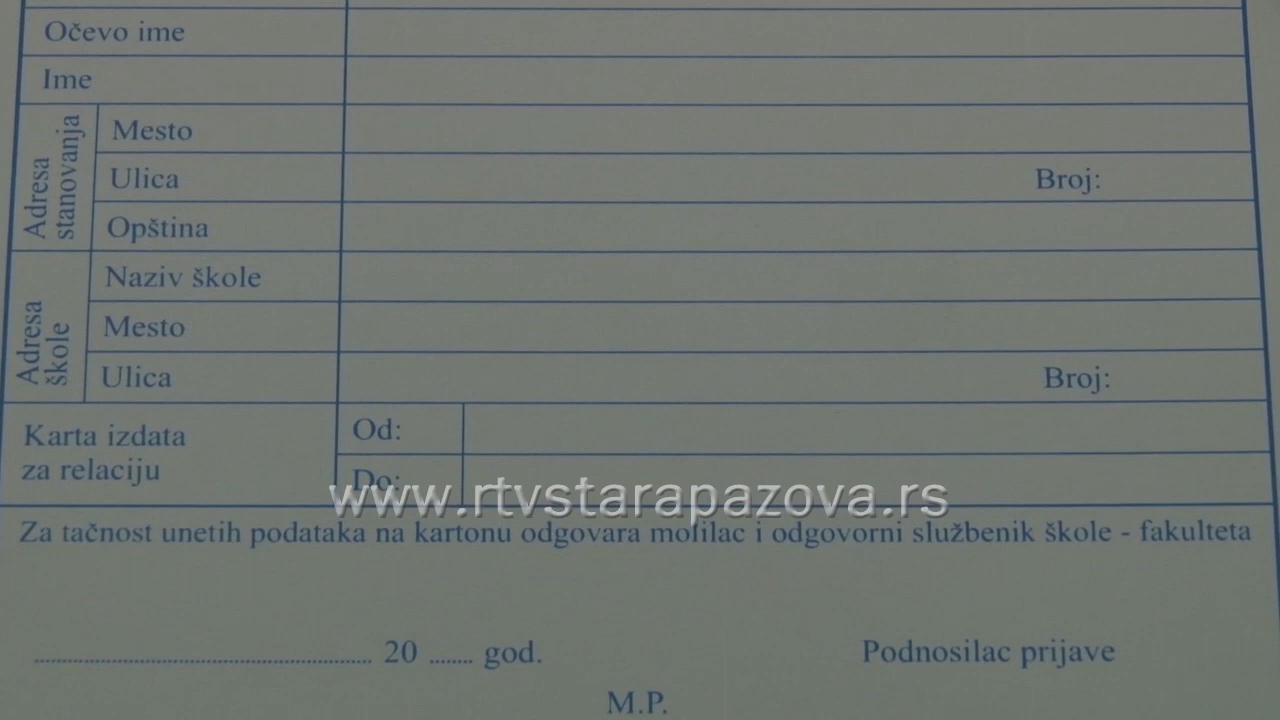 Očevo ime
Ime
Adresa
stanovanja
Mesto
Ulica
Broj:
Opština
Adresa
škole
Naziv škole
Mesto
Ulica
Broj:
Karta izdata
za relaciju
Od:
Do:
www.rtvstarapazova.rs
Za tačnost unetih podataka na kartonu odgovara molilac i odgovorni službenik škole - fakulteta
........................................................ 20 ....... god.
Podnosilac prijave
M.P.